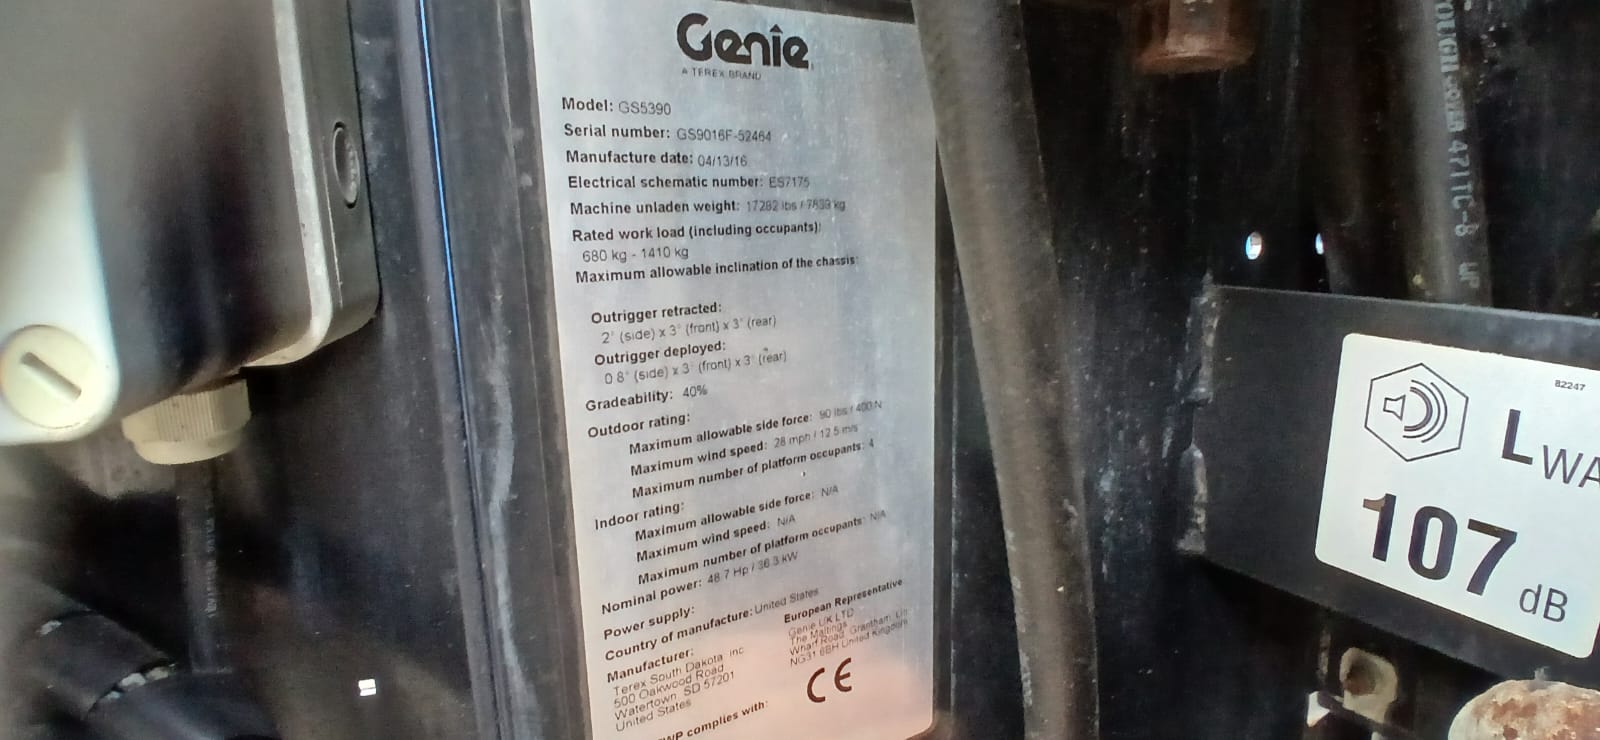 Genie
A TEREX BRAND
Model: GS5390
Serial number: GS9016F-52464
Manufacture date: 04/13/16
Electrical schematic number: ES7175
Machine unladen weight: 17282 lbs / 7839 kg
Rated work load (including occupants):
680 kg - 1410 kg
Maximum allowable inclination of the chassis:
Outrigger retracted:
2° (side) x 3° (front) x 3° (rear)
Outrigger deployed:
0.8° (side) x 3° (front) x 3° (rear)
Gradeability: 40%
Outdoor rating:
Maximum allowable side force: 90 lbs / 400 N
Maximum wind speed: 28 mph / 12.5 m/s
Maximum number of platform occupants: 4
Indoor rating:
Maximum allowable side force: N/A
Maximum wind speed: N/A
Maximum number of platform occupants: N/A
Nominal power: 48.7 Hp / 36.3 kW
Power supply:
Country of manufacture: United States
Manufacturer:
Terex South Dakota, Inc
500 Oakwood Road
Watertown, SD 57201
United States
European Representative
Genie UK LTD
The Maltings
Wharf Road, Grantham, Lin
NG31 6BH United Kingdom
CE
complies with:
82247
LWA
107 dB
471TC-8